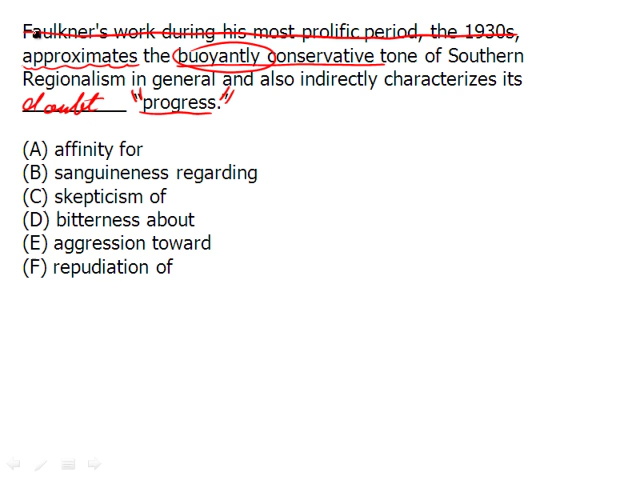 Faulkner's work during his most prolific period, the 1930s,
approximates the buoyantly conservative tone of Southern
Regionalism in general and also indirectly characterizes its
doubt "progress."
(A) affinity for
(B) sanguineness regarding
(C) skepticism of
(D) bitterness about
(E) aggression toward
(F) repudiation of